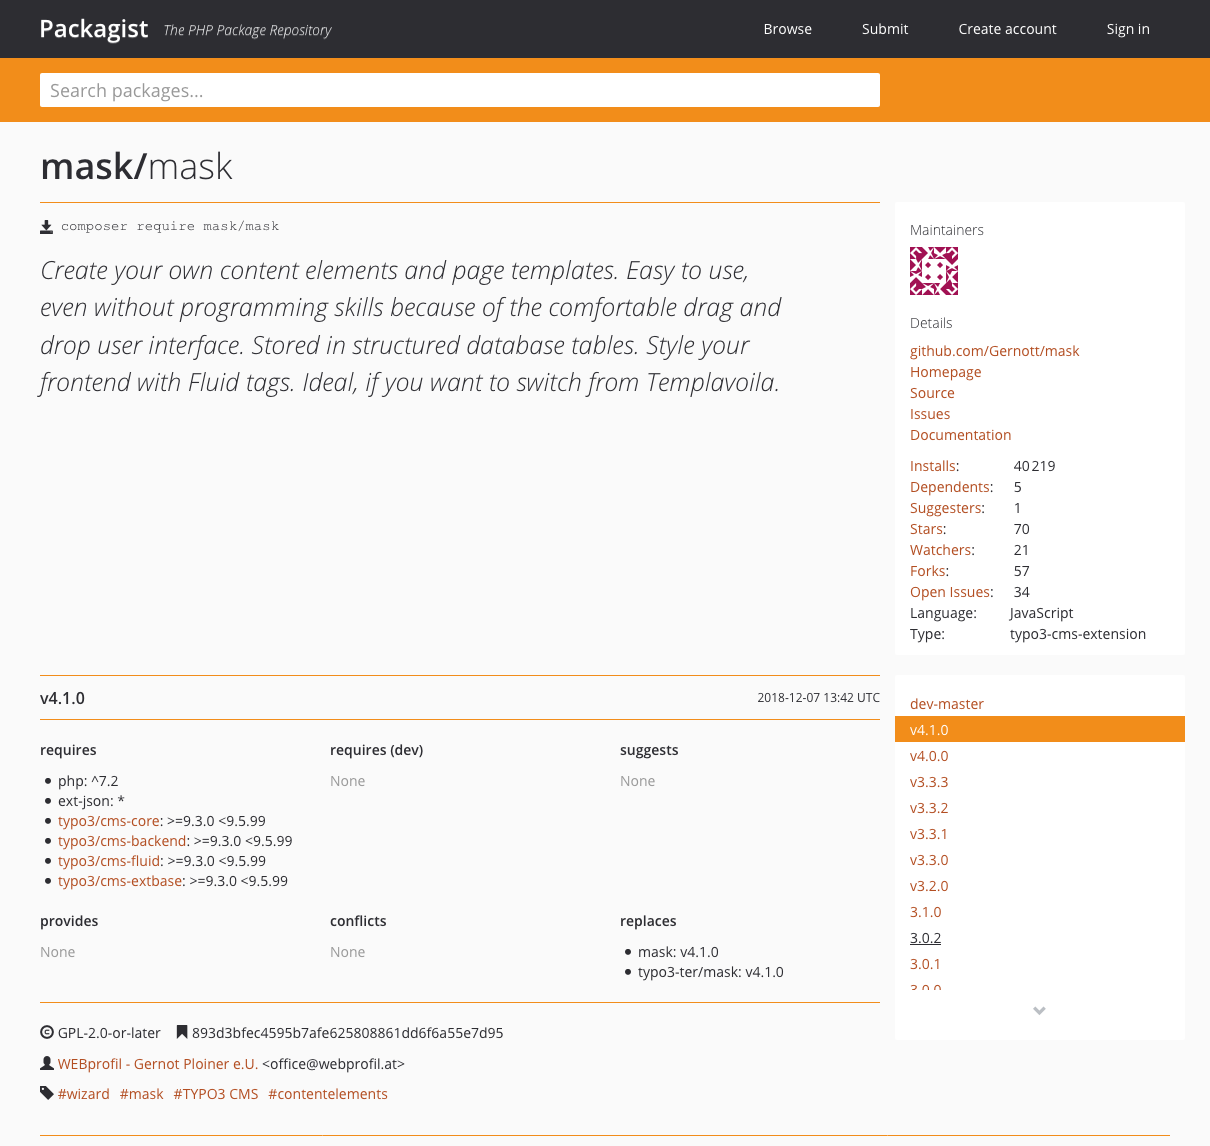 Packagist The PHP Package Repository
Browse Submit Create account Sign in
Search packages...
mask/mask
composer require mask/mask
Create your own content elements and page templates. Easy to use,
even without programming skills because of the comfortable drag and
drop user interface. Stored in structured database tables. Style your
frontend with Fluid tags. Ideal, if you want to switch from Templavoila.
Maintainers
Details
github.com/Gernott/mask
Homepage
Source
Issues
Documentation
Installs: 40 219
Dependents: 5
Suggesters: 1
Stars: 70
Watchers: 21
Forks: 57
Open Issues: 34
Language: JavaScript
Type: typo3-cms-extension
v4.1.0 2018-12-07 13:42 UTC
requires
php: ^7.2
ext-json: *
typo3/cms-core: >=9.3.0 <9.5.99
typo3/cms-backend: >=9.3.0 <9.5.99
typo3/cms-fluid: >=9.3.0 <9.5.99
typo3/cms-extbase: >=9.3.0 <9.5.99
requires (dev)
None
suggests
None
provides
None
conflicts
None
replaces
mask: v4.1.0
typo3-ter/mask: v4.1.0
GPL-2.0-or-later 893d3bfec4595b7afe625808861dd6f6a55e7d95
WEBprofil - Gernot Ploiner e.U. <office@webprofil.at>
#wizard #mask #TYPO3 CMS #contentelements
dev-master
v4.1.0
v4.0.0
v3.3.3
v3.3.2
v3.3.1
v3.3.0
v3.2.0
3.1.0
3.0.2
3.0.1
3.0.0